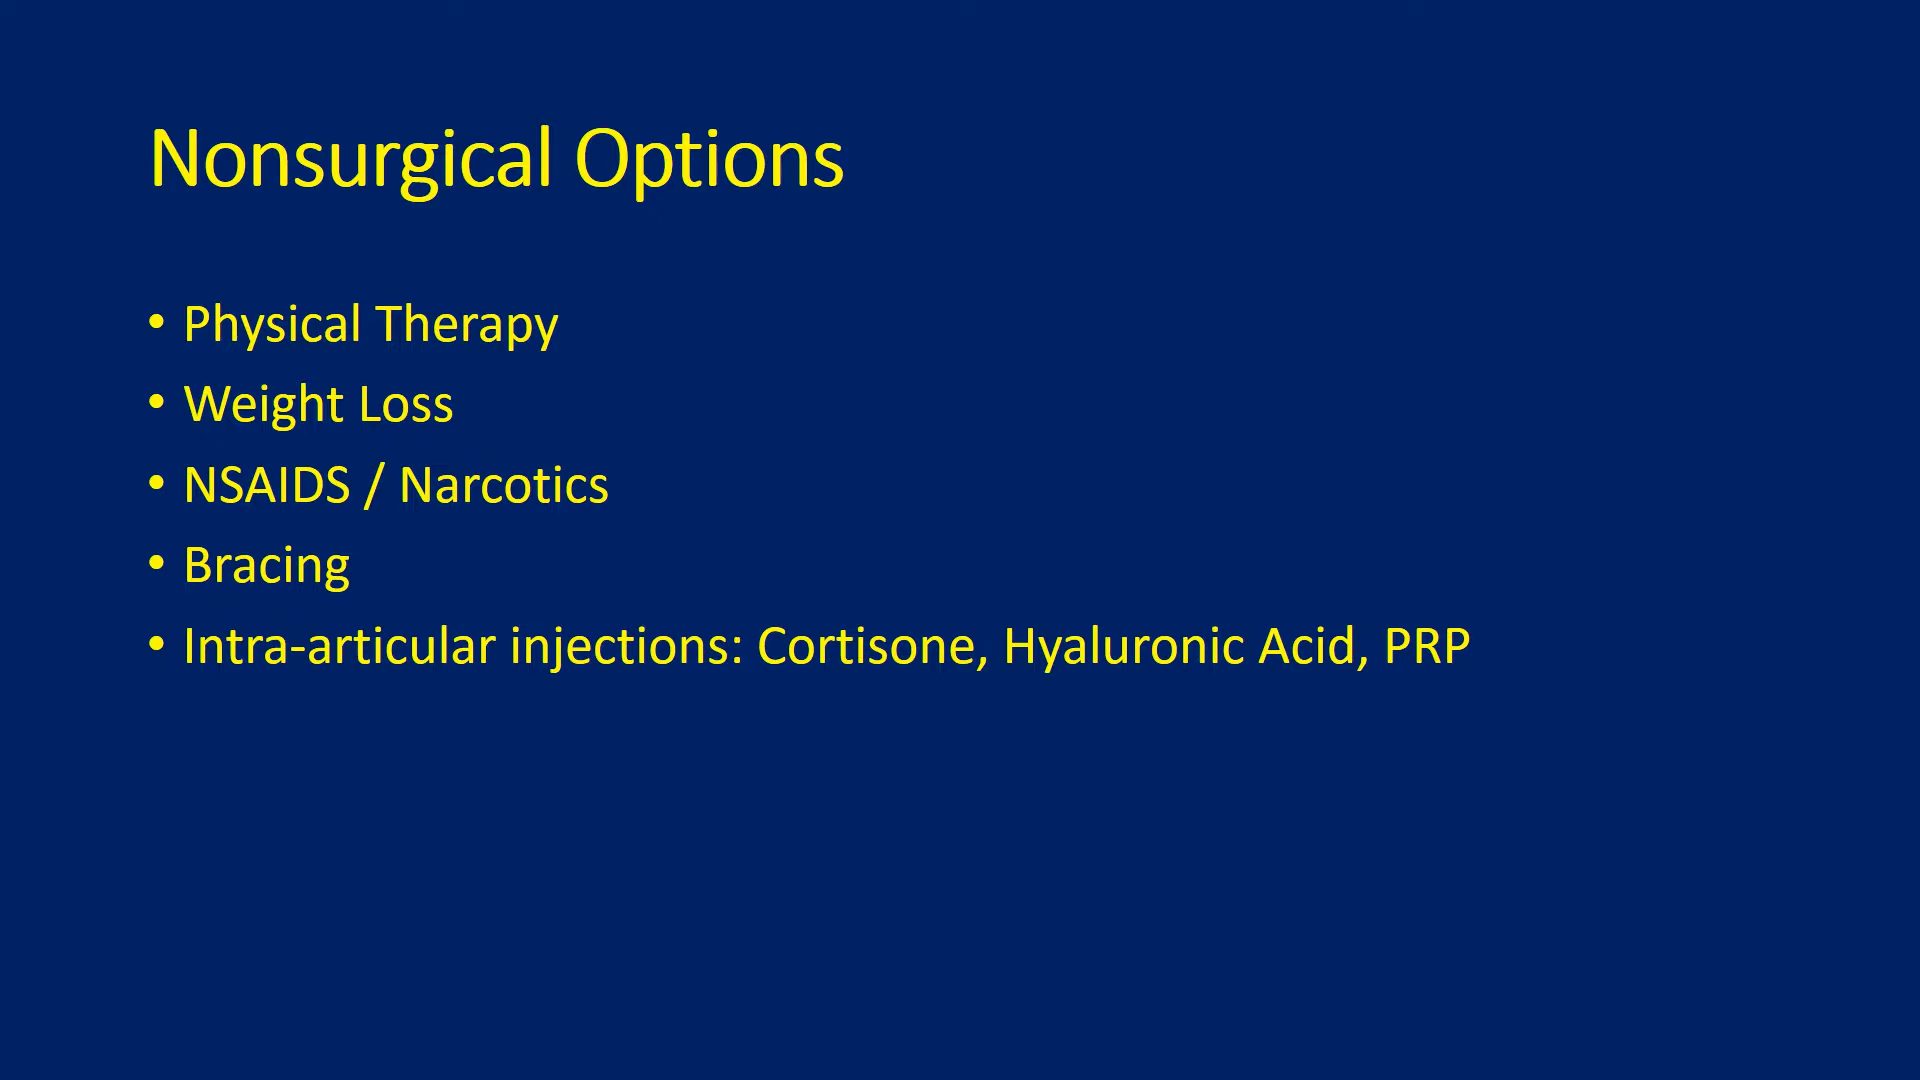 Nonsurgical Options
• Physical Therapy
• Weight Loss
• NSAIDS / Narcotics
• Bracing
• Intra-articular injections: Cortisone, Hyaluronic Acid, PRP